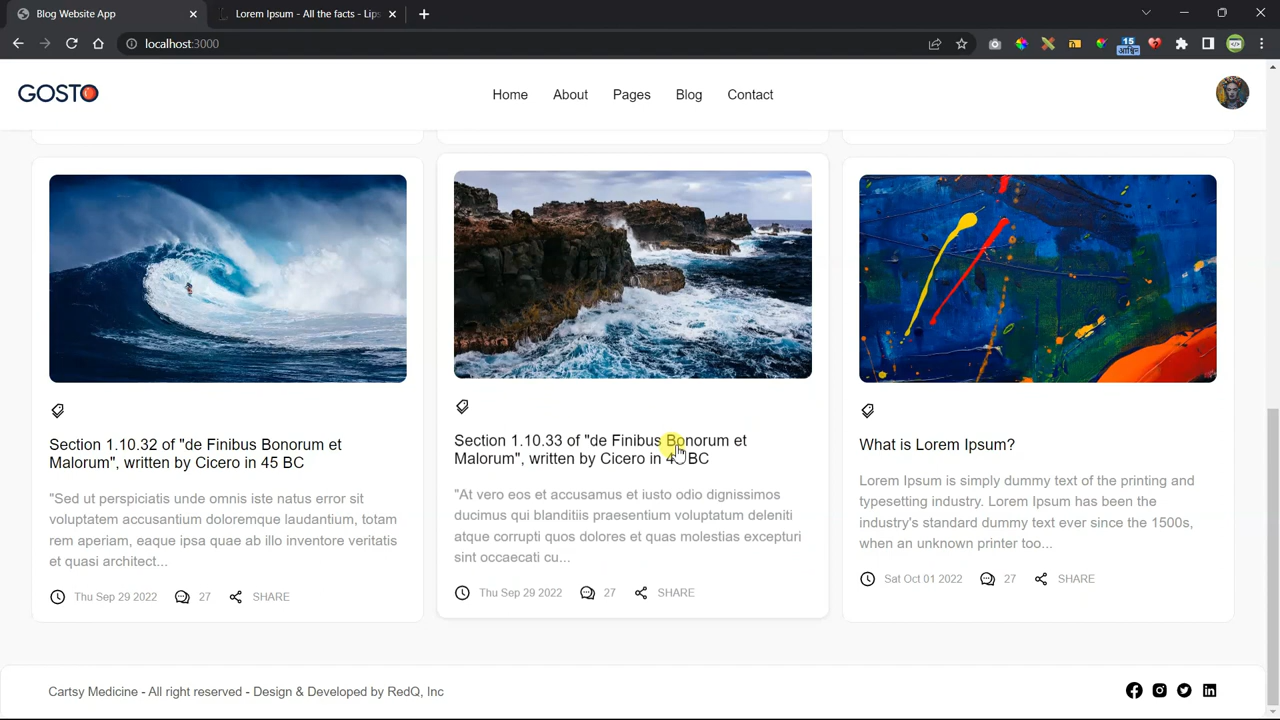 Blog Website App
Lorem Ipsum - All the facts - Lips
localhost:3000
15
GOSTO
Home About Pages Blog Contact
Section 1.10.32 of "de Finibus Bonorum et
Malorum", written by Cicero in 45 BC
"Sed ut perspiciatis unde omnis iste natus error sit
voluptatem accusantium doloremque laudantium, totam
rem aperiam, eaque ipsa quae ab illo inventore veritatis
et quasi architect...
Thu Sep 29 2022 27 SHARE
Section 1.10.33 of "de Finibus Bonorum et
Malorum", written by Cicero in 45 BC
"At vero eos et accusamus et iusto odio dignissimos
ducimus qui blanditiis praesentium voluptatum deleniti
atque corrupti quos dolores et quas molestias excepturi
sint occaecati cu...
Thu Sep 29 2022 27 SHARE
What is Lorem Ipsum?
Lorem Ipsum is simply dummy text of the printing and
typesetting industry. Lorem Ipsum has been the
industry's standard dummy text ever since the 1500s,
when an unknown printer too...
Sat Oct 01 2022 27 SHARE
Cartsy Medicine - All right reserved - Design & Developed by RedQ, Inc